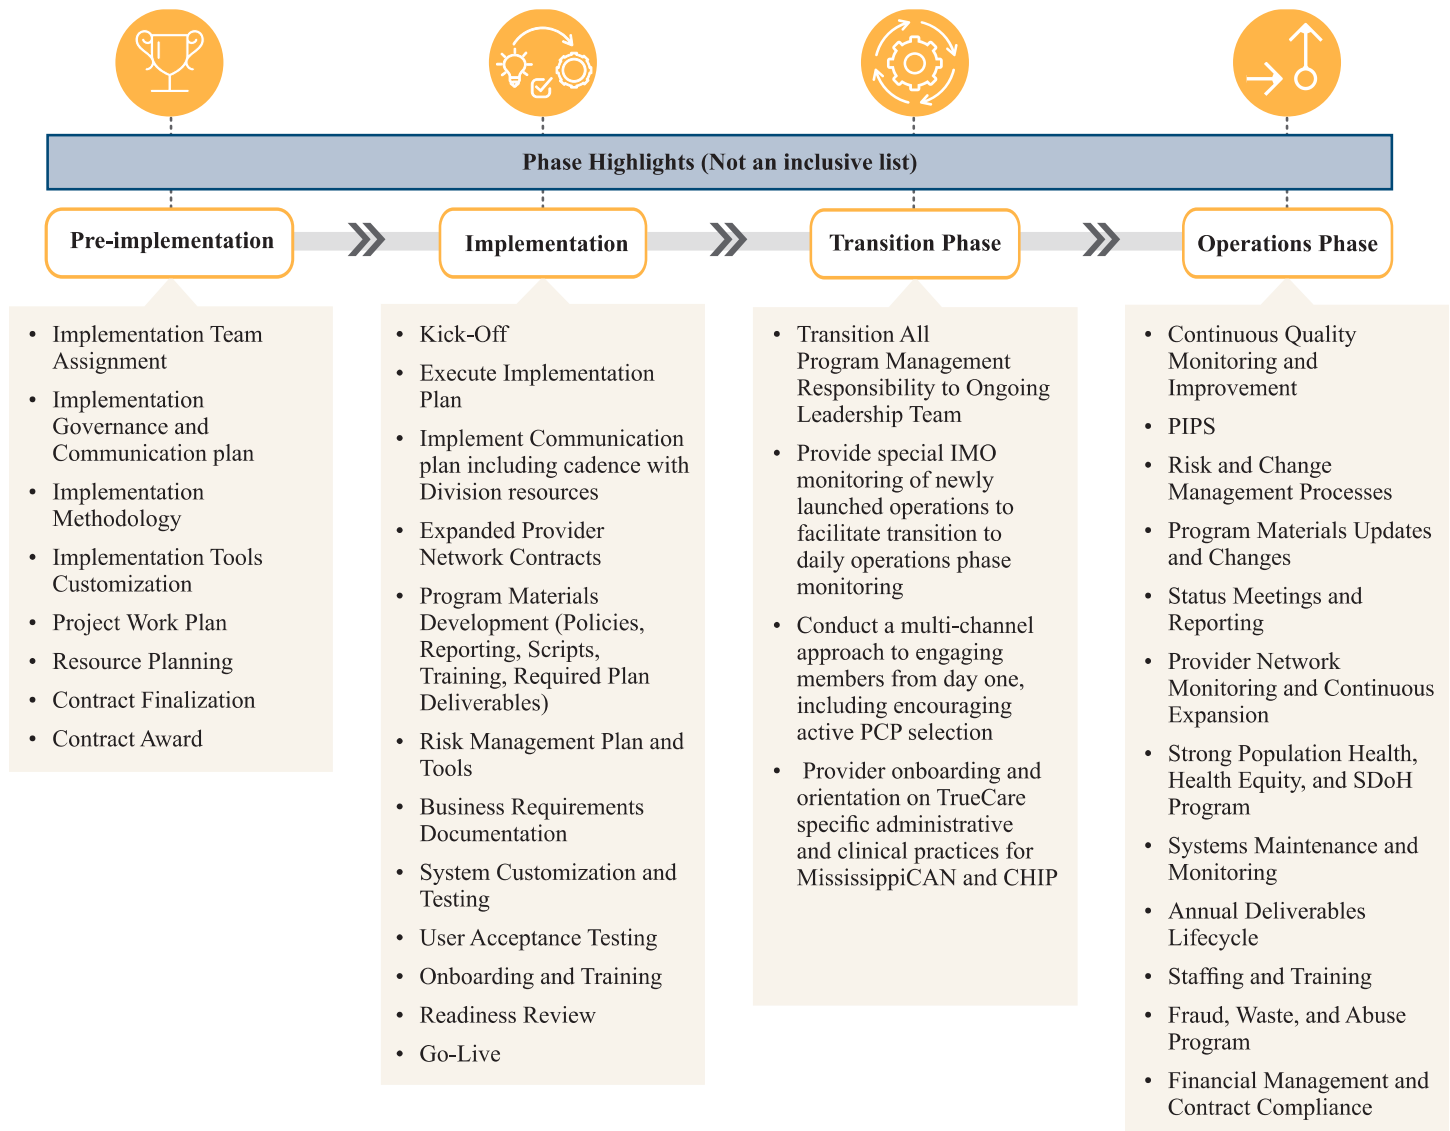 Phase Highlights (Not an inclusive list)
Pre-implementation
Implementation
Transition Phase
Operations Phase
• Implementation Team
Assignment
• Implementation
Governance and
Communication plan
• Implementation
Methodology
• Implementation Tools
Customization
• Project Work Plan
• Resource Planning
• Contract Finalization
• Contract Award
• Kick-Off
• Execute Implementation
Plan
• Implement Communication
plan including cadence with
Division resources
• Expanded Provider
Network Contracts
• Program Materials
Development (Policies,
Reporting, Scripts,
Training, Required Plan
Deliverables)
• Risk Management Plan and
Tools
• Business Requirements
Documentation
• System Customization and
Testing
• User Acceptance Testing
• Onboarding and Training
• Readiness Review
• Go-Live
• Transition All
Program Management
Responsibility to Ongoing
Leadership Team
• Provide special IMO
monitoring of newly
launched operations to
facilitate transition to
daily operations phase
monitoring
• Conduct a multi-channel
approach to engaging
members from day one,
including encouraging
active PCP selection
• Provider onboarding and
orientation on TrueCare
specific administrative
and clinical practices for
MississippiCAN and CHIP
• Continuous Quality
Monitoring and
Improvement
• PIPS
• Risk and Change
Management Processes
• Program Materials Updates
and Changes
• Status Meetings and
Reporting
• Provider Network
Monitoring and Continuous
Expansion
• Strong Population Health,
Health Equity, and SDoH
Program
• Systems Maintenance and
Monitoring
• Annual Deliverables
Lifecycle
• Staffing and Training
• Fraud, Waste, and Abuse
Program
• Financial Management and
Contract Compliance